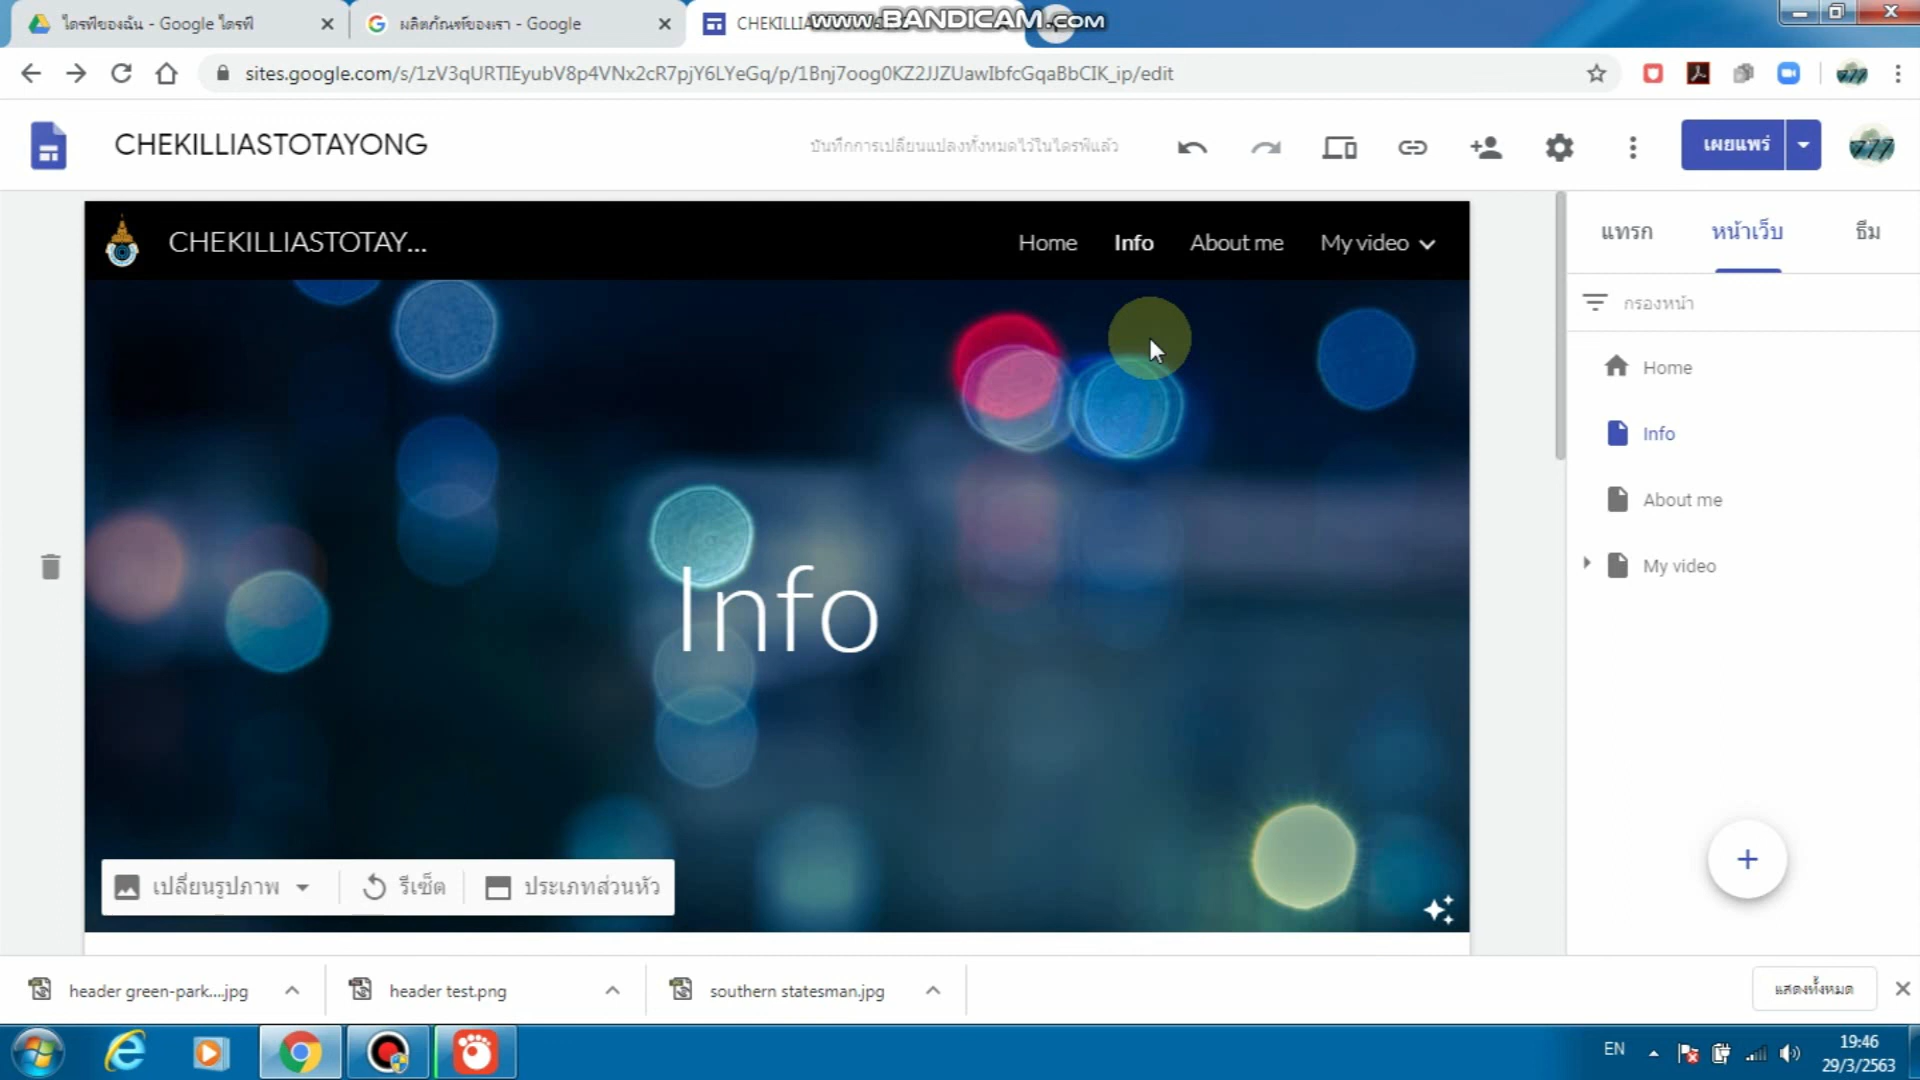 ไดรฟ์ของฉัน - Google ไดรฟ์
ผลิตภัณฑ์ของเรา - Google
CHEKILLIA
www.BANDICAM.com
sites.google.com/s/1zV3qURTIEyubV8p4VNx2cR7pjY6LYeGq/p/1Bnj7oog0KZ2JJZUawIbfcGqaBbCIK_ip/edit
CHEKILLIASTOTAYONG
บันทึกการเปลี่ยนแปลงทั้งหมดไว้ในไดรฟ์แล้ว
เผยแพร่
CHEKILLIASTOTAY...
Home
Info
About me
My video
แทรก
หน้าเว็บ
ธีม
กรองหน้า
Home
Info
About me
My video
Info
เปลี่ยนรูปภาพ
รีเซ็ต
ประเภทส่วนหัว
header green-park....jpg
header test.png
southern statesman.jpg
แสดงทั้งหมด
EN
19:46
29/3/2563